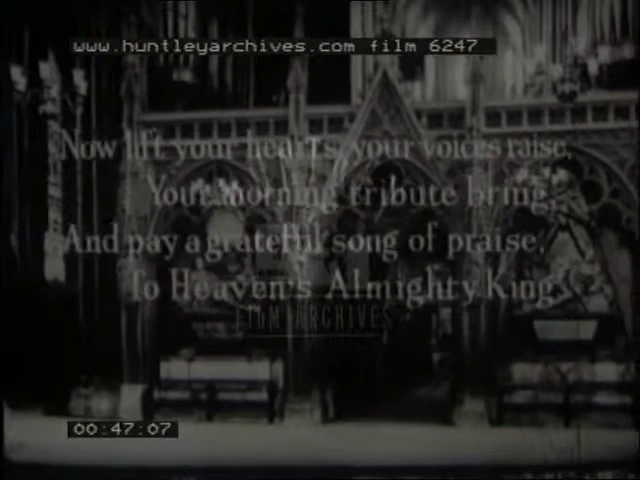 www.huntleyarchives.com film 6247
Now lift your hearts, your voices raise,
Your morning tribute bring,
And pay a grateful song of praise,
To Heaven's Almighty King.
FILM ARCHIVES
00:47:07